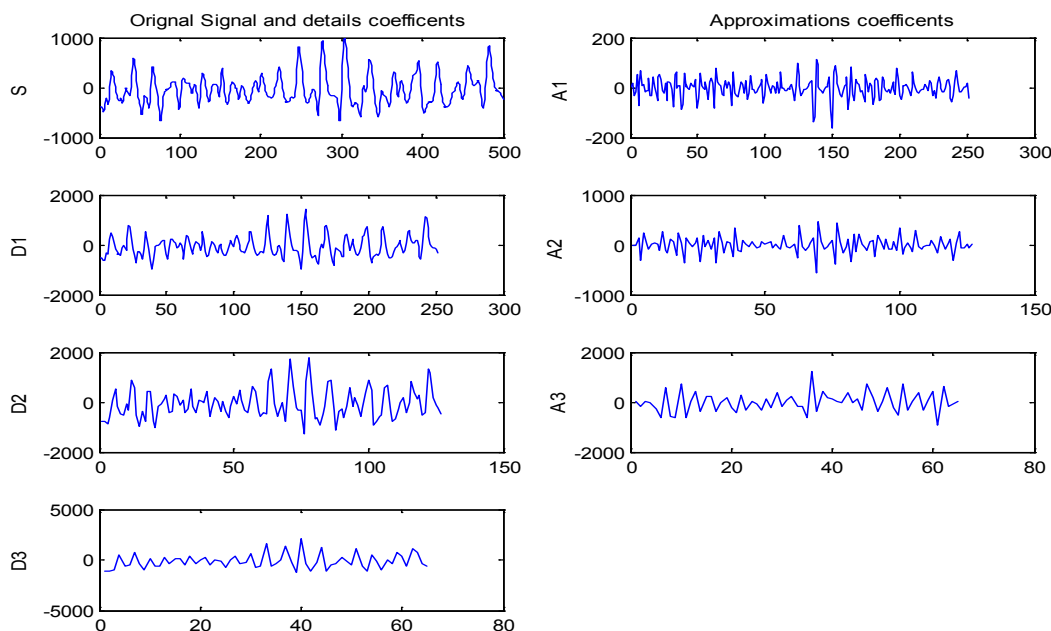 Orignal Signal and details coefficents
Approximations coefficents
1000
0
-1000
S
0 100 200 300 400 500
200
0
-200
A1
0 50 100 150 200 250 300
2000
0
-2000
D1
0 50 100 150 200 250 300
1000
0
-1000
A2
0 50 100 150
2000
0
-2000
D2
0 50 100 150
2000
0
-2000
A3
0 20 40 60 80
5000
0
-5000
D3
0 20 40 60 80